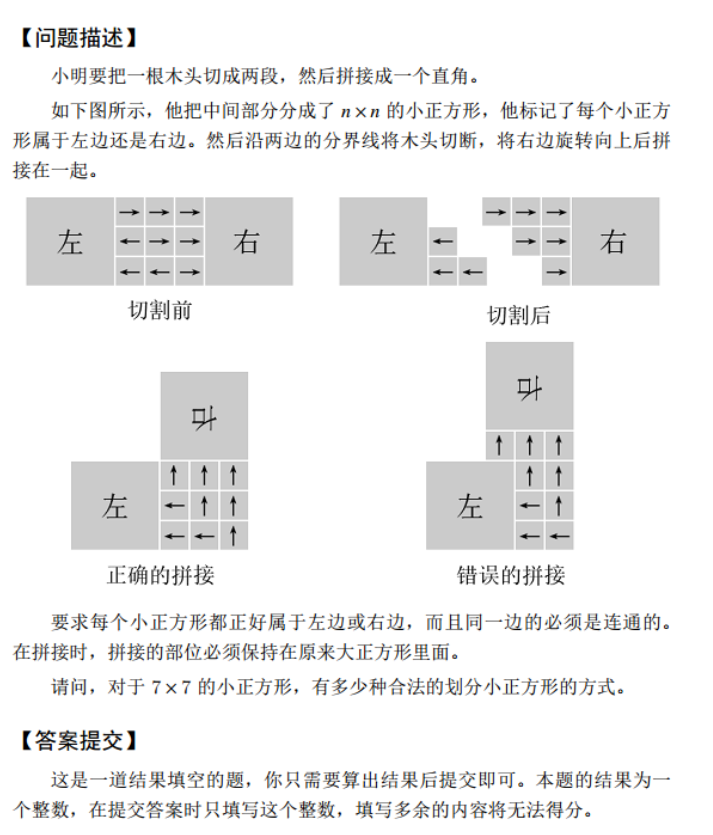 【问题描述】
小明要把一根木头切成两段，然后拼接成一个直角。
如下图所示，他把中间部分分成了 n × n 的小正方形，他标记了每个小正方
形属于左边还是右边。然后沿两边的分界线将木头切断，将右边旋转向上后拼
接在一起。
左 → → → ← → → ← ← → 右
左 ← ← ← → → → → → → 右
切割前
切割后
右
右
左 ↑ ↑ ↑ ← ↑ ↑ ← ← ↑
左 ↑ ↑ ↑ ↑ ↑ ← ↑ ← ←
正确的拼接
错误的拼接
要求每个小正方形都正好属于左边或右边，而且同一边的必须是连通的。
在拼接时，拼接的部位必须保持在原来大正方形里面。
请问，对于 7 × 7 的小正方形，有多少种合法的划分小正方形的方式。
【答案提交】
这是一道结果填空的题，你只需要算出结果后提交即可。本题的结果为一
个整数，在提交答案时只填写这个整数，填写多余的内容将无法得分。